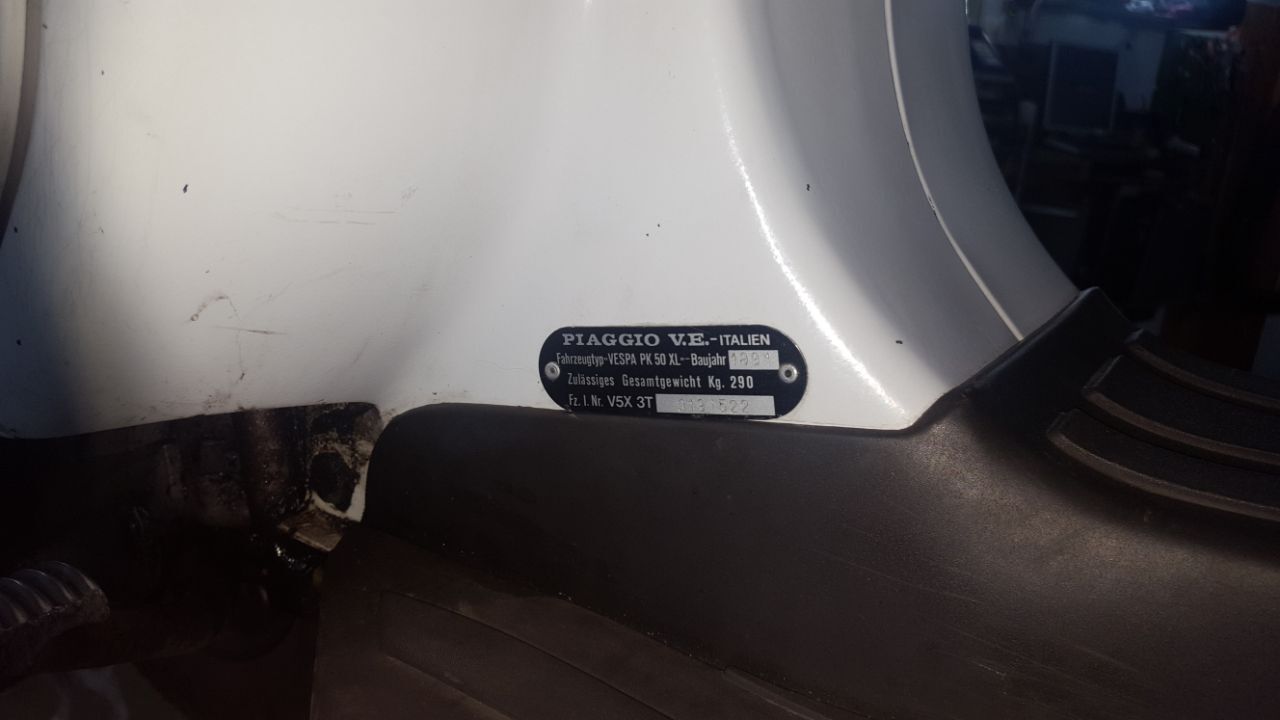 PIAGGIO V.E.-ITALIEN
Fahrzeugtyp-VESPA PK 50 XL--Baujahr
Zulässiges Gesamtgewicht Kg. 290
Fz. I. Nr. V5X 3T